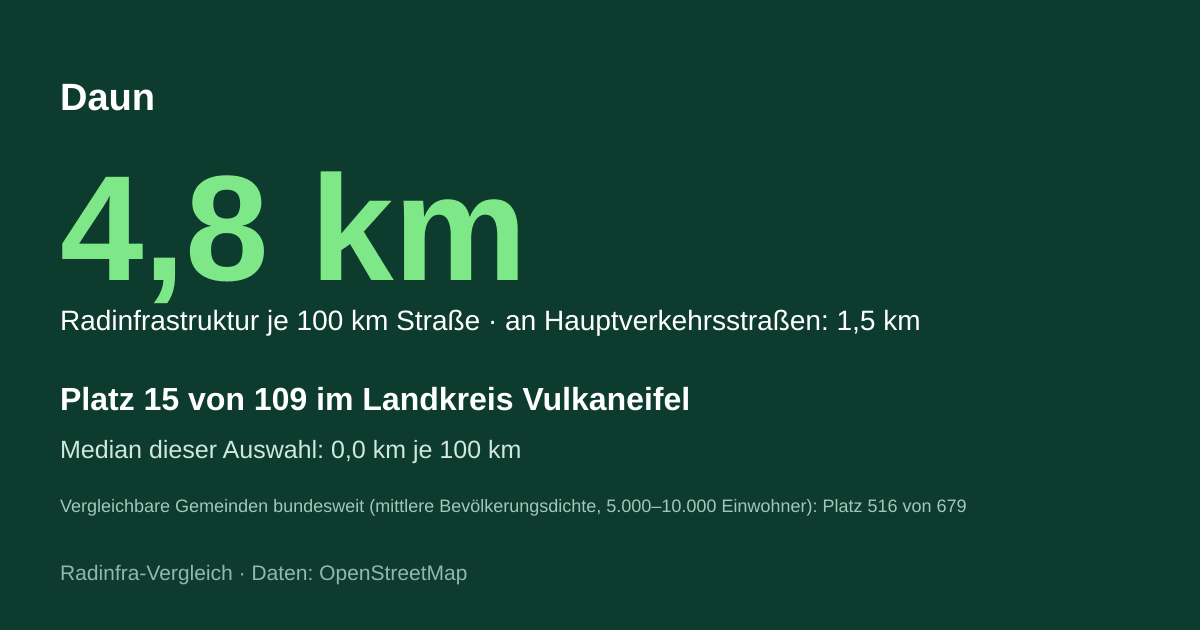 Daun
4,8 km
Radinfrastruktur je 100 km Straße · an Hauptverkehrsstraßen: 1,5 km
Platz 15 von 109 im Landkreis Vulkaneifel
Median dieser Auswahl: 0,0 km je 100 km
Vergleichbare Gemeinden bundesweit (mittlere Bevölkerungsdichte, 5.000–10.000 Einwohner): Platz 516 von 679
Radinfra-Vergleich · Daten: OpenStreetMap